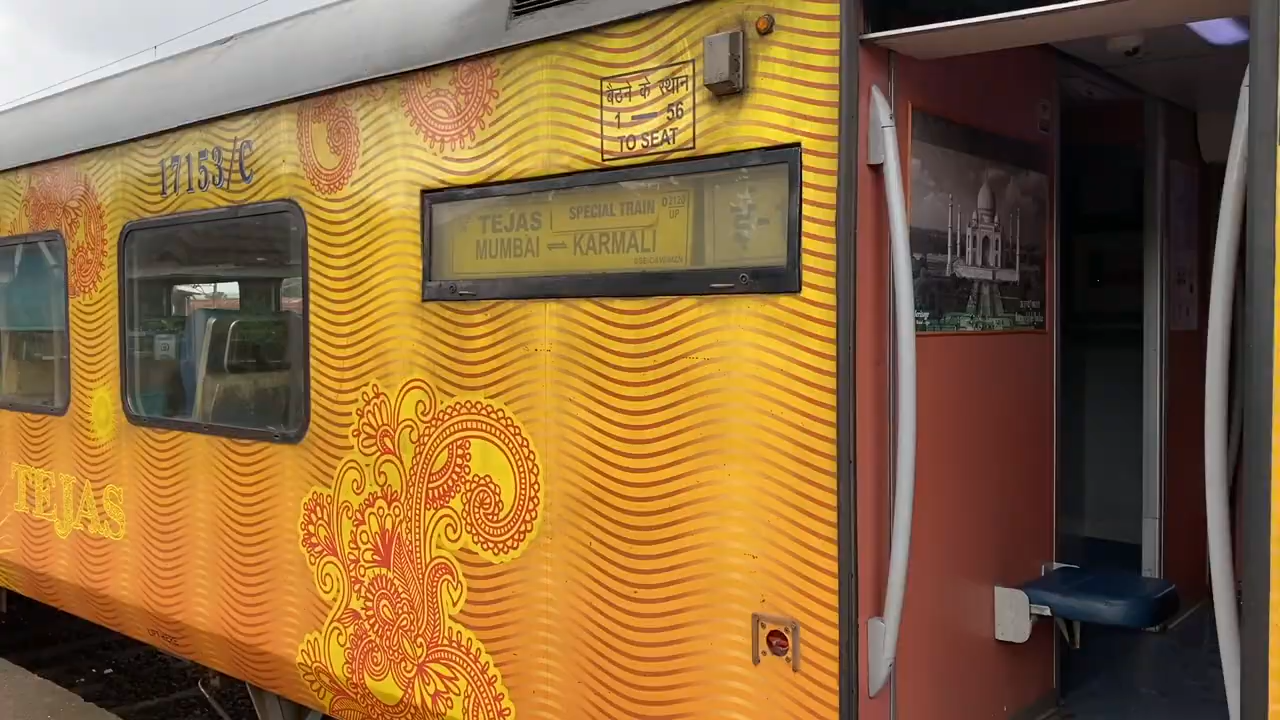 17153/C
बैठने के स्थान
1 — 56
TO SEAT
TEJAS
SPECIAL TRAIN
UP
MUMBAI ⇌ KARMALI
TEJAS